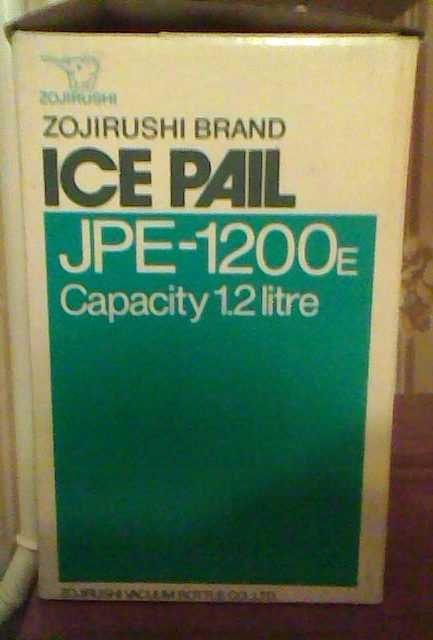 ZOJIRUSHI
ZOJIRUSHI BRAND
ICE PAIL
JPE-1200E
Capacity 1.2 litre
ZOJIRUSHI VACUUM BOTTLE CO., LTD.